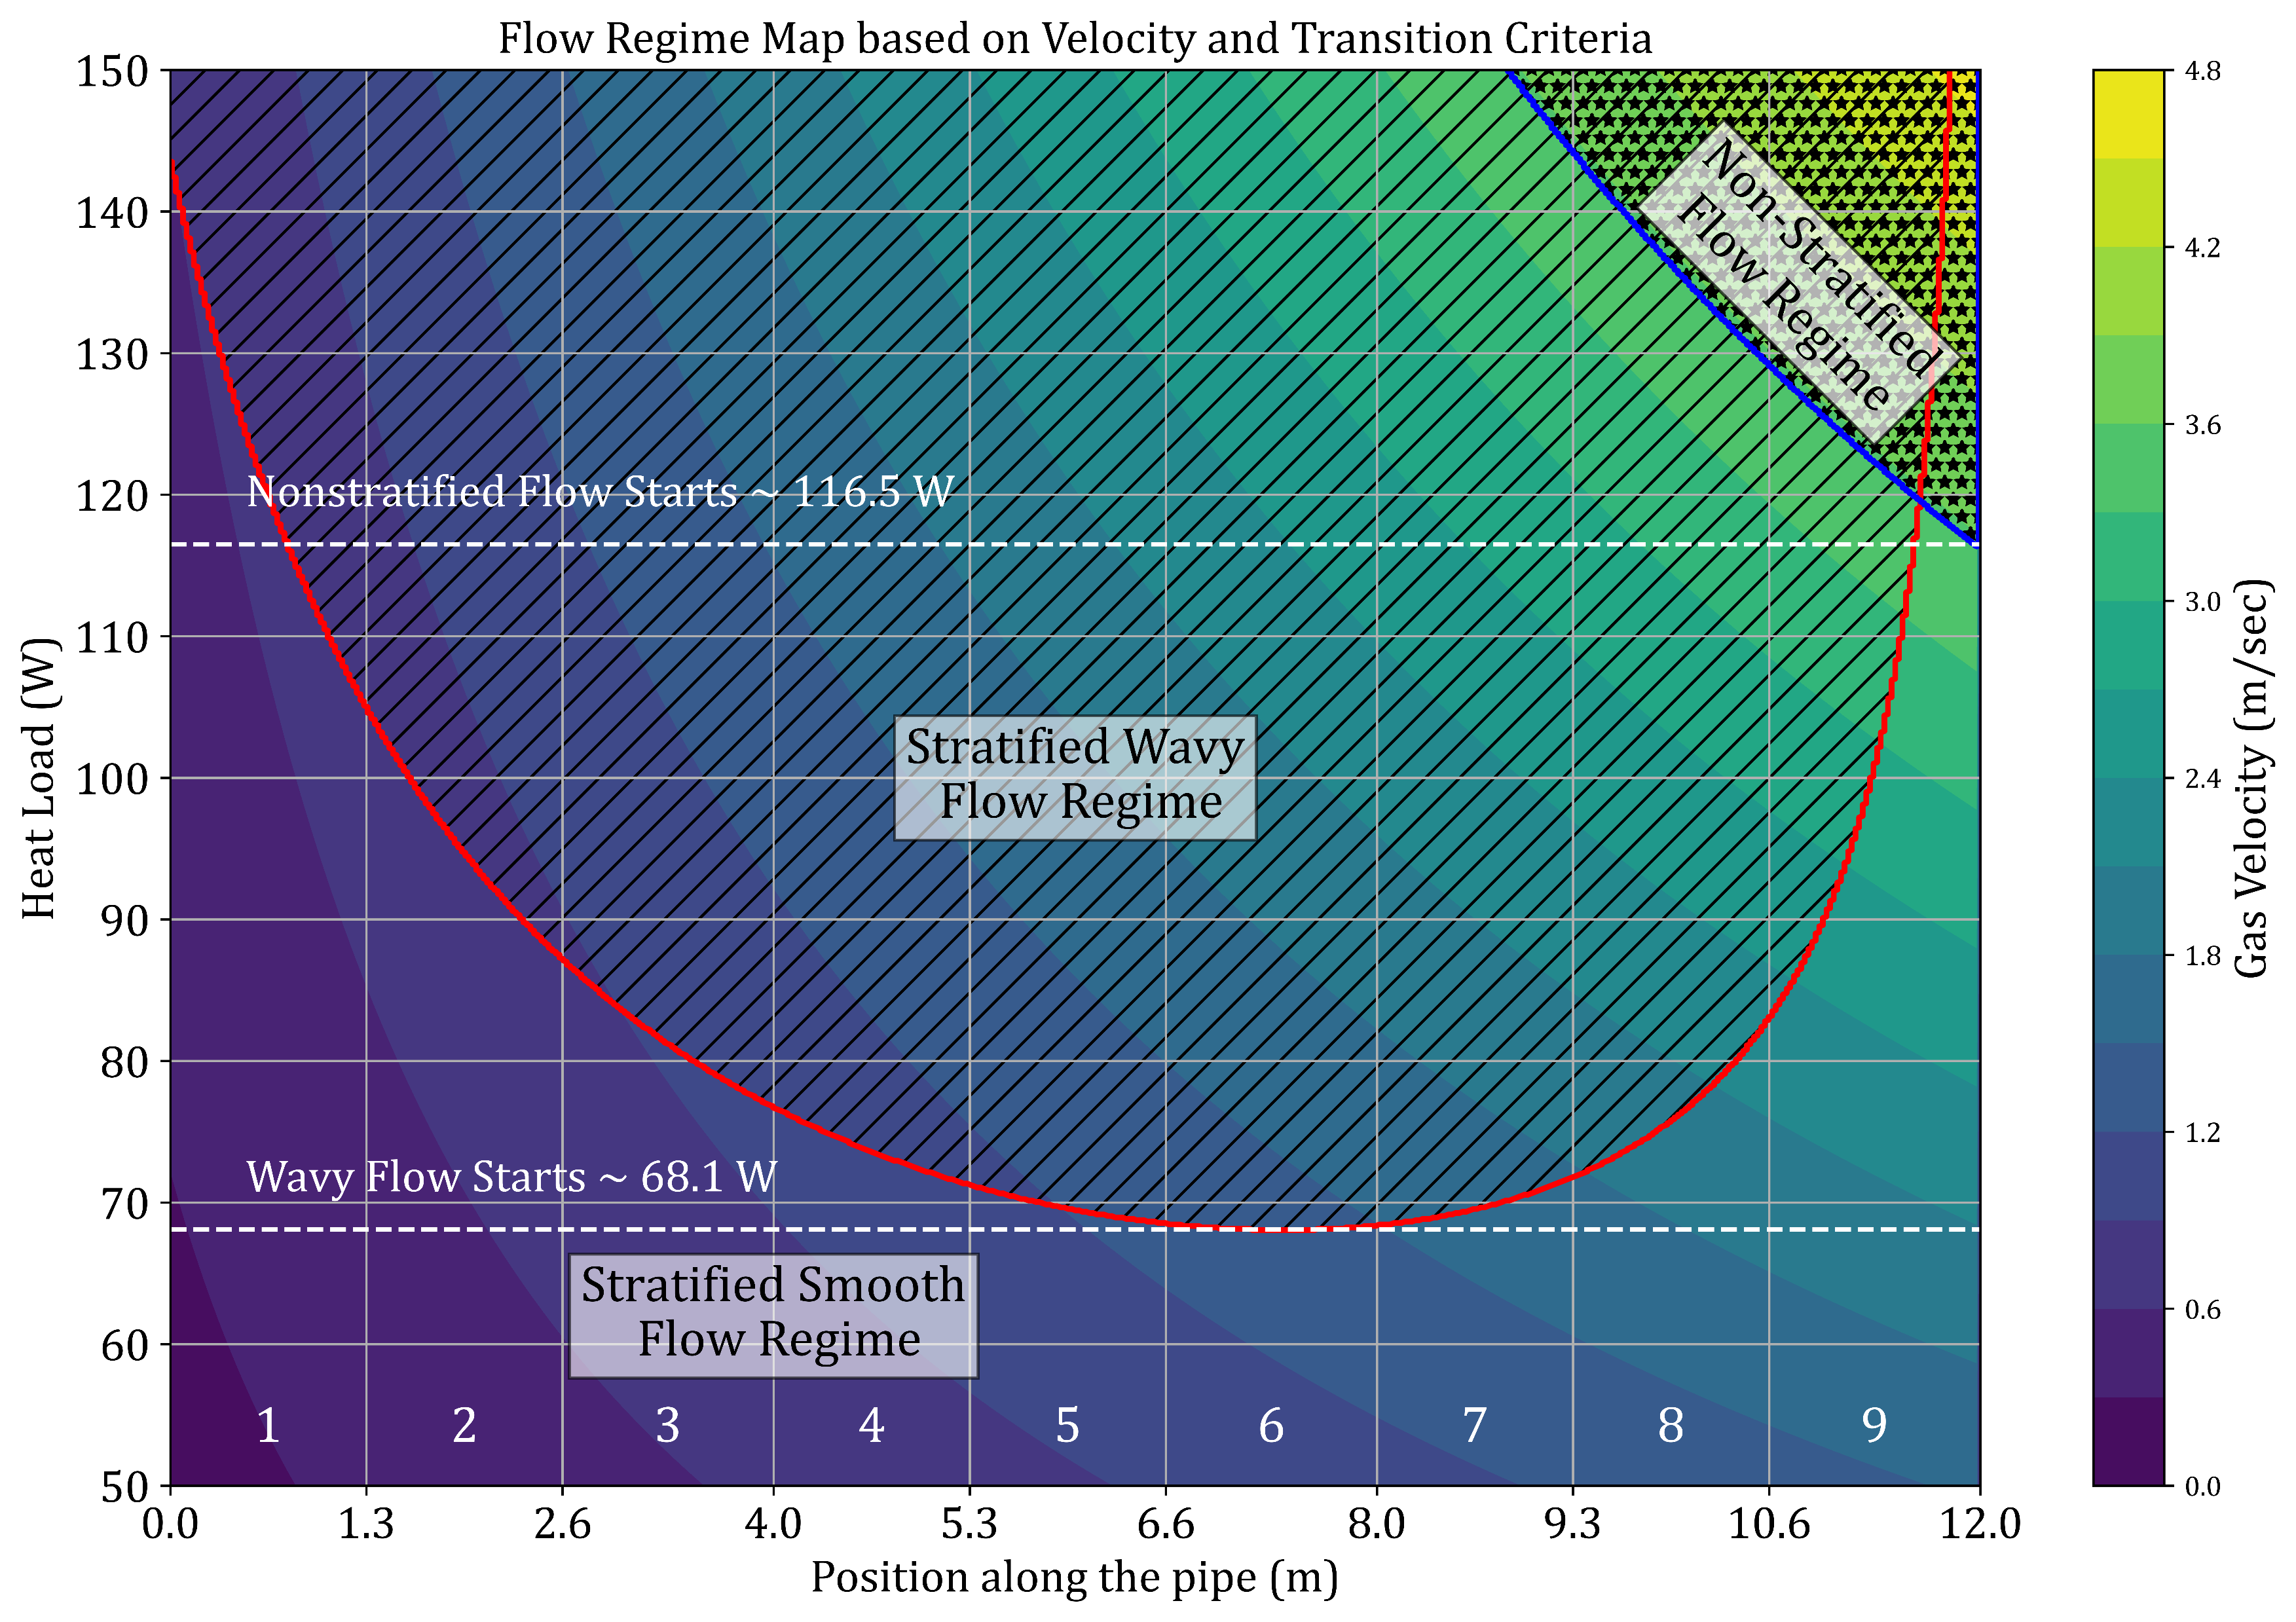 Flow Regime Map based on Velocity and Transition Criteria
150
140
130
120
110
100
90
80
70
60
50
Heat Load (W)
Non-Stratified
Flow Regime
Nonstratified Flow Starts ~ 116.5 W
Stratified Wavy
Flow Regime
Wavy Flow Starts ~ 68.1 W
Stratified Smooth
Flow Regime
1 2 3 4 5 6 7 8 9
0.0 1.3 2.6 4.0 5.3 6.6 8.0 9.3 10.6 12.0
Position along the pipe (m)
4.8
4.2
3.6
3.0
2.4
1.8
1.2
0.6
0.0
Gas Velocity (m/sec)